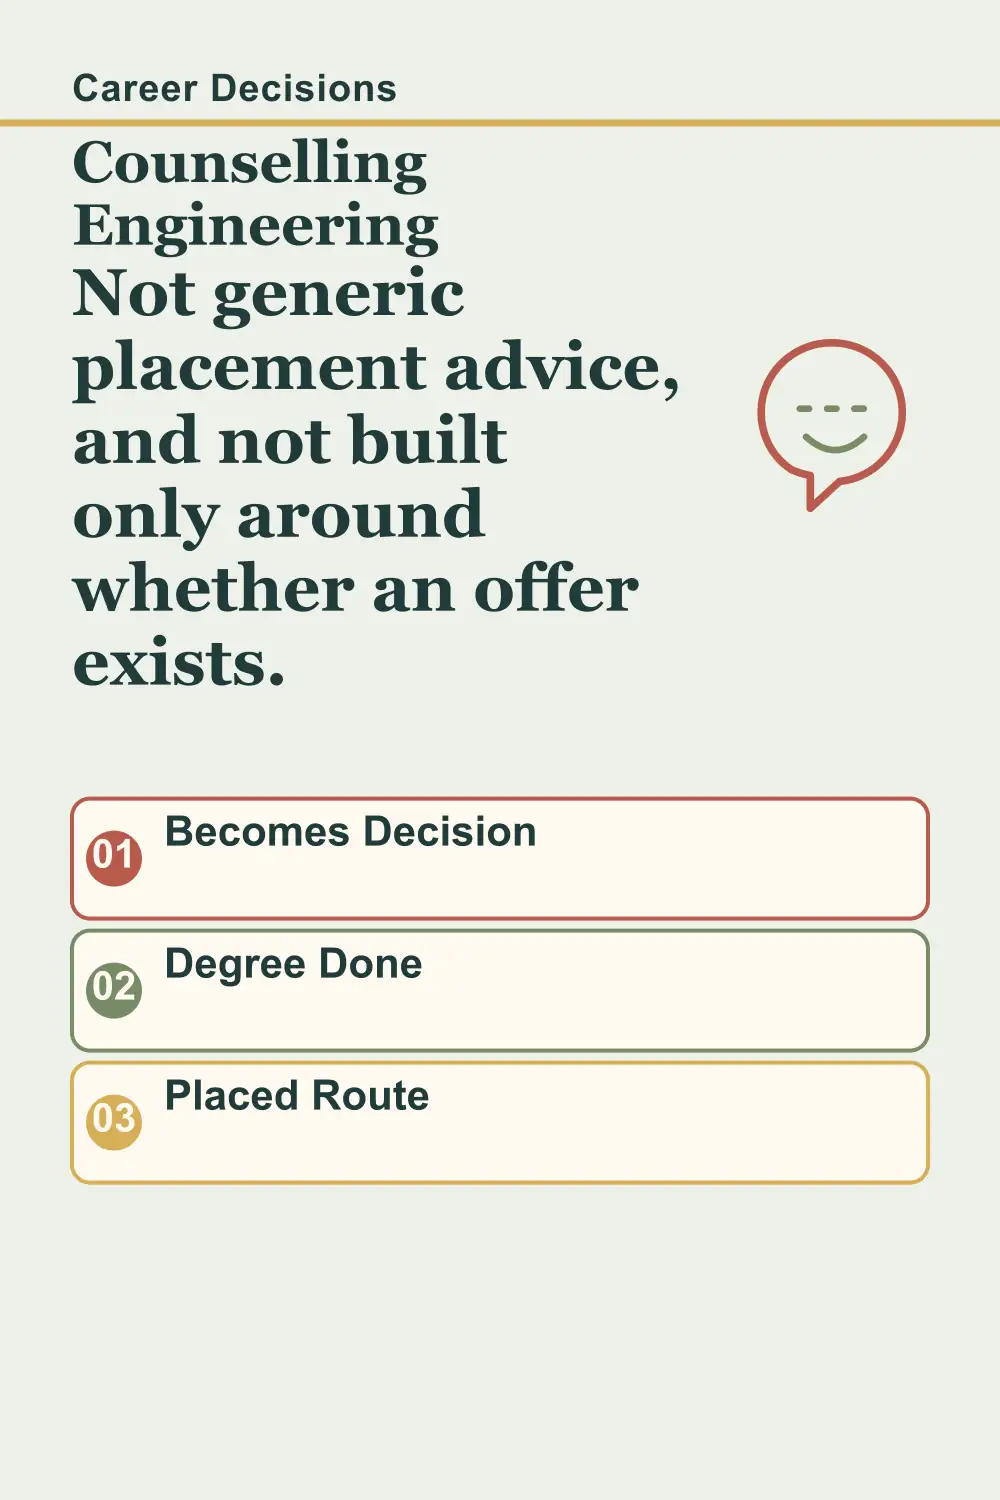 Career Decisions
Counselling
Engineering
Not generic
placement advice,
and not built
only around
whether an offer
exists.
01
Becomes Decision
02
Degree Done
03
Placed Route